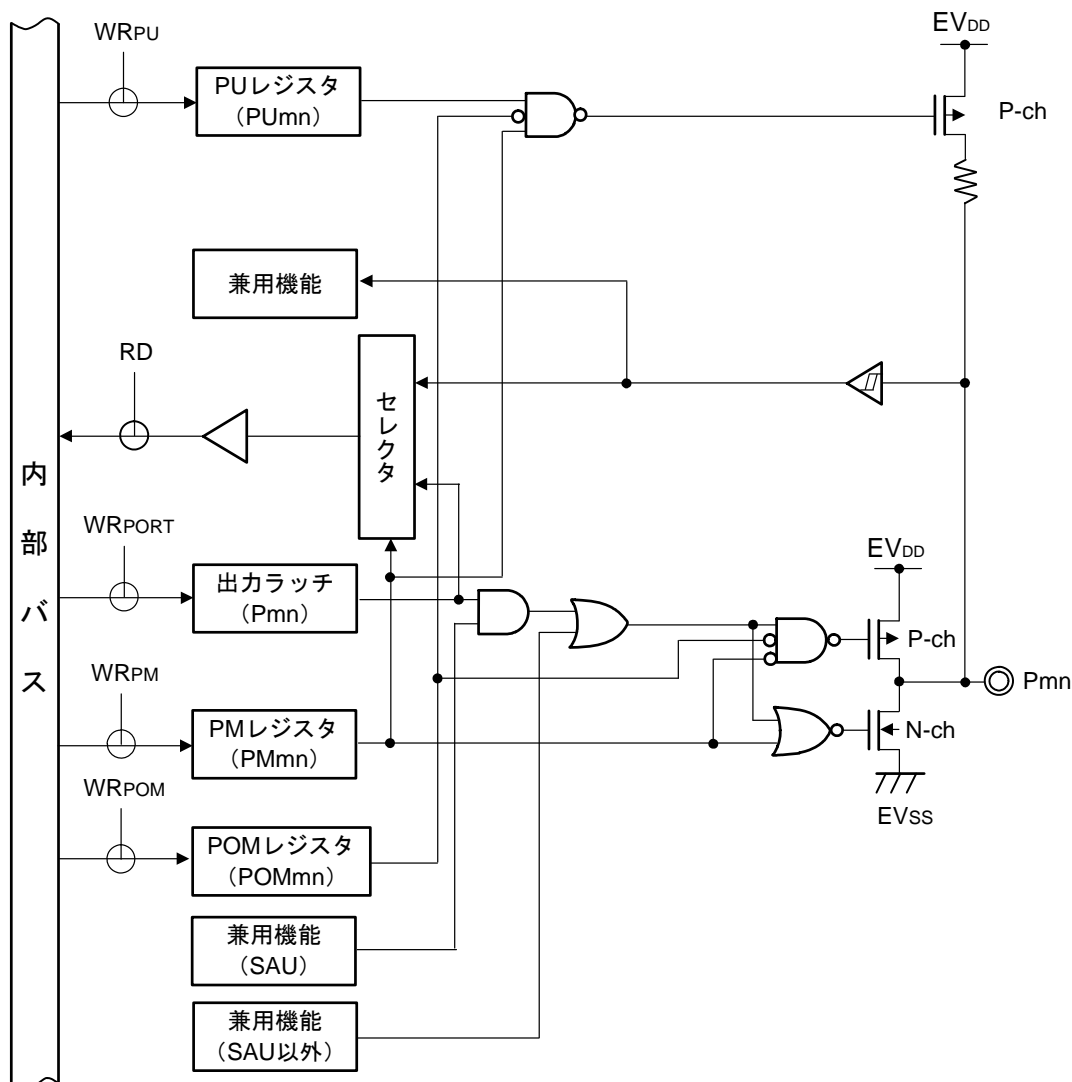 WRPU
PUレジスタ
（PUmn）
EVDD
P-ch
兼用機能
RD
セレクタ
内部バス
WRPORT
出力ラッチ
（Pmn）
EVDD
P-ch
Pmn
WRPM
PMレジスタ
（PMmn）
N-ch
EVSS
WRPOM
POMレジスタ
（POMmn）
兼用機能
（SAU）
兼用機能
（SAU以外）